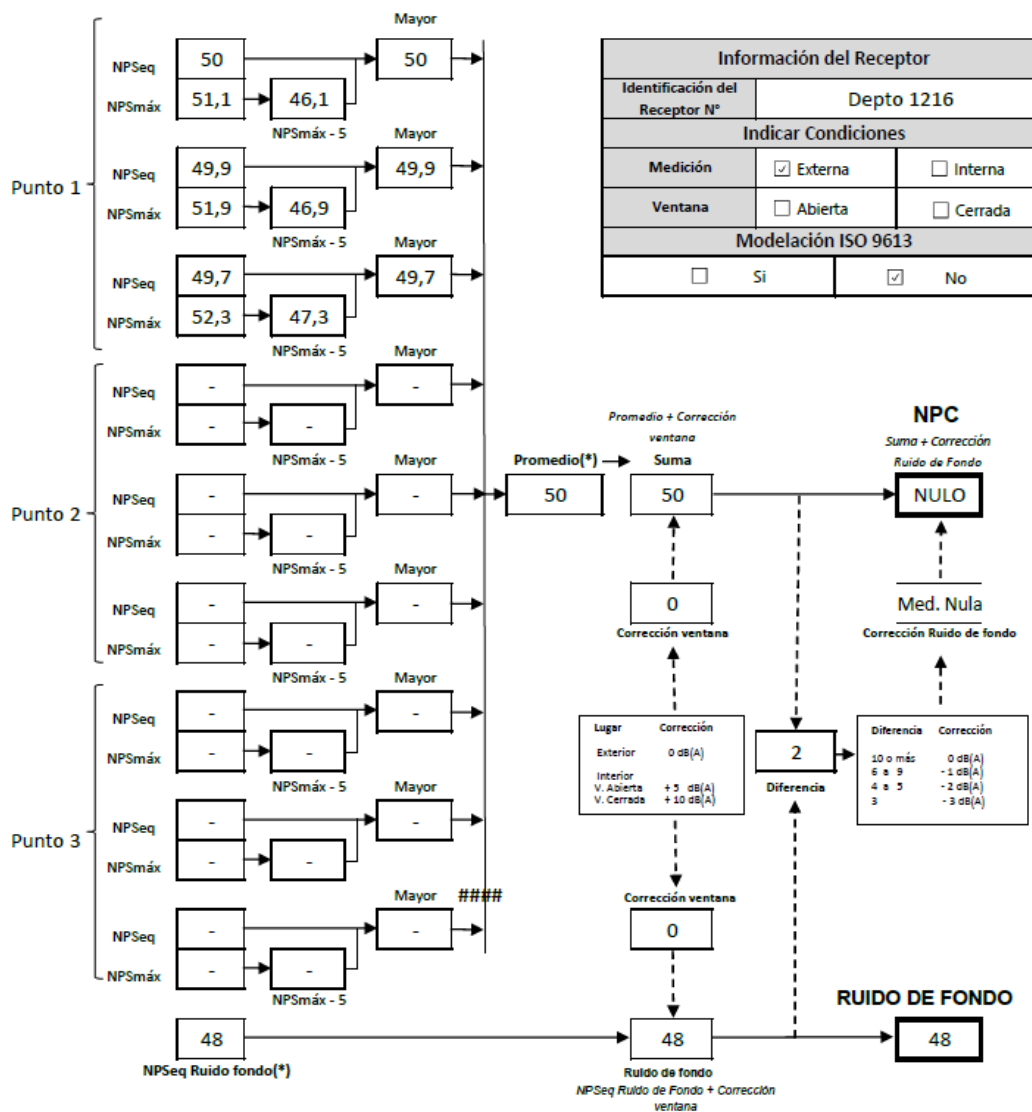 Mayor
NPSeq 50 50
NPSmáx 51,1 46,1
NPSmáx - 5
Mayor
Punto 1
NPSeq 49,9 49,9
NPSmáx 51,9 46,9
NPSmáx - 5
Mayor
NPSeq 49,7 49,7
NPSmáx 52,3 47,3
NPSmáx - 5
Información del Receptor
Identificación del
Receptor N°
Depto 1216
Indicar Condiciones
Medición ☑ Externa ☐ Interna
Ventana ☐ Abierta ☐ Cerrada
Modelación ISO 9613
☐ Si ☑ No
Mayor
NPSeq - -
NPSmáx - -
NPSmáx - 5
Mayor
Punto 2
NPSeq - -
NPSmáx - -
NPSmáx - 5
Mayor
NPSeq - -
NPSmáx - -
NPSmáx - 5
Mayor
NPSeq - -
NPSmáx - -
NPSmáx - 5
Mayor
Punto 3
NPSeq - -
NPSmáx - -
Mayor ####
NPSeq - -
NPSmáx - -
NPSmáx - 5
Promedio(*)
50
Promedio + Corrección
ventana
Suma
50
0
Corrección ventana
NPC
Suma + Corrección
Ruido de Fondo
NULO
Med. Nula
Corrección Ruido de fondo
Lugar Corrección
Exterior 0 dB(A)
Interior
V. Abierta + 5 dB(A)
V. Cerrada + 10 dB(A)
2
Diferencia
Diferencia Corrección
10 o más 0 dB(A)
6 a 9 - 1 dB(A)
4 a 5 - 2 dB(A)
3 - 3 dB(A)
Corrección ventana
0
48
NPSeq Ruido fondo(*)
48
Ruido de fondo
NPSeq Ruido de Fondo + Corrección
ventana
RUIDO DE FONDO
48